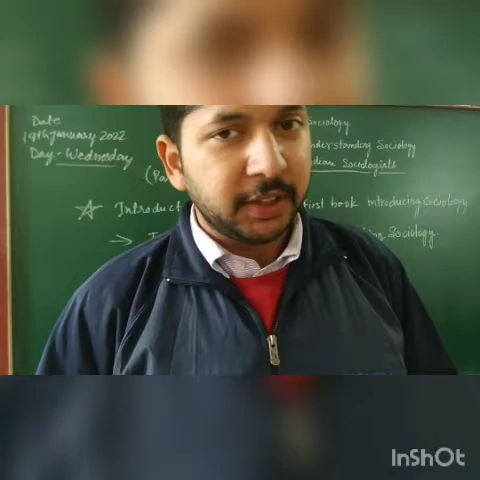 Date
19th January 2022
Day - Wednesday
Sociology
Understanding Sociology
Indian Sociologists
Introduct
first book introducing sociology
Sociology.
InShOt